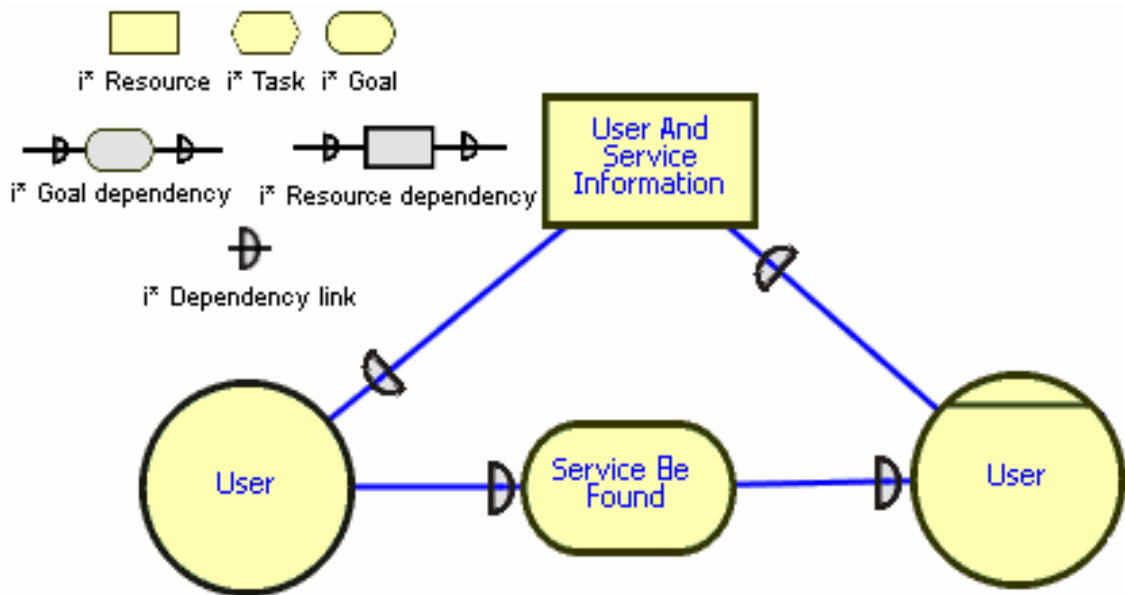 i* Resource i* Task i* Goal
i* Goal dependency i* Resource dependency
i* Dependency link
User And
Service
Information
User
Service Be
Found
User